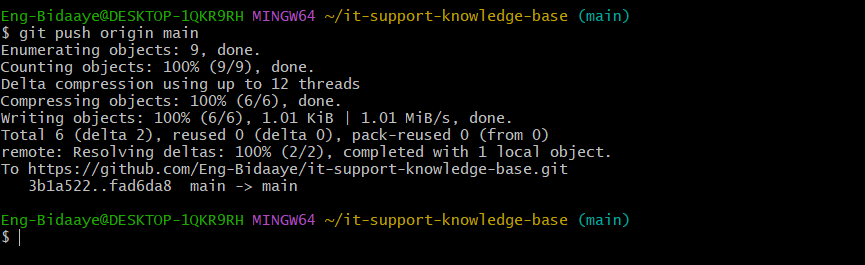 Eng-Bidaaye@DESKTOP-1QKR9RH MINGW64 ~/it-support-knowledge-base (main)
$ git push origin main
Enumerating objects: 9, done.
Counting objects: 100% (9/9), done.
Delta compression using up to 12 threads
Compressing objects: 100% (6/6), done.
Writing objects: 100% (6/6), 1.01 KiB | 1.01 MiB/s, done.
Total 6 (delta 2), reused 0 (delta 0), pack-reused 0 (from 0)
remote: Resolving deltas: 100% (2/2), completed with 1 local object.
To https://github.com/Eng-Bidaaye/it-support-knowledge-base.git
   3b1a522..fad6da8  main -> main
Eng-Bidaaye@DESKTOP-1QKR9RH MINGW64 ~/it-support-knowledge-base (main)
$